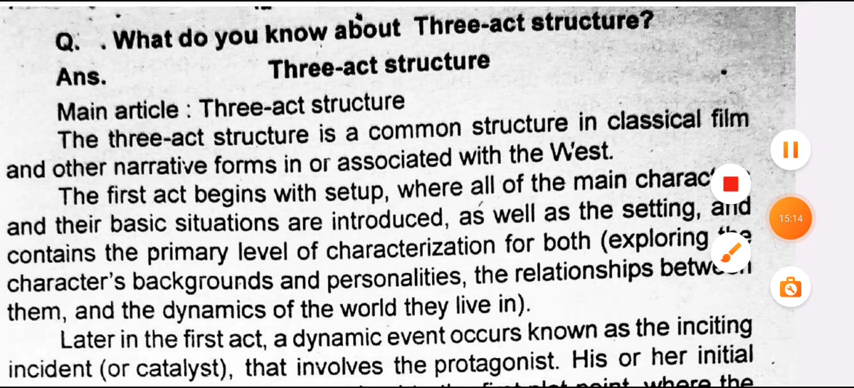 Q. . What do you know about Three-act structure?
Ans. Three-act structure
Main article : Three-act structure
The three-act structure is a common structure in classical film
and other narrative forms in or associated with the West.
The first act begins with setup, where all of the main
and their basic situations are introduced, as well as the setting, and
contains the primary level of characterization for both (exploring the
character's backgrounds and personalities, the relationships between
them, and the dynamics of the world they live in).
Later in the first act, a dynamic event occurs known as the inciting
incident (or catalyst), that involves the protagonist. His or her initial
point, where the
15:14